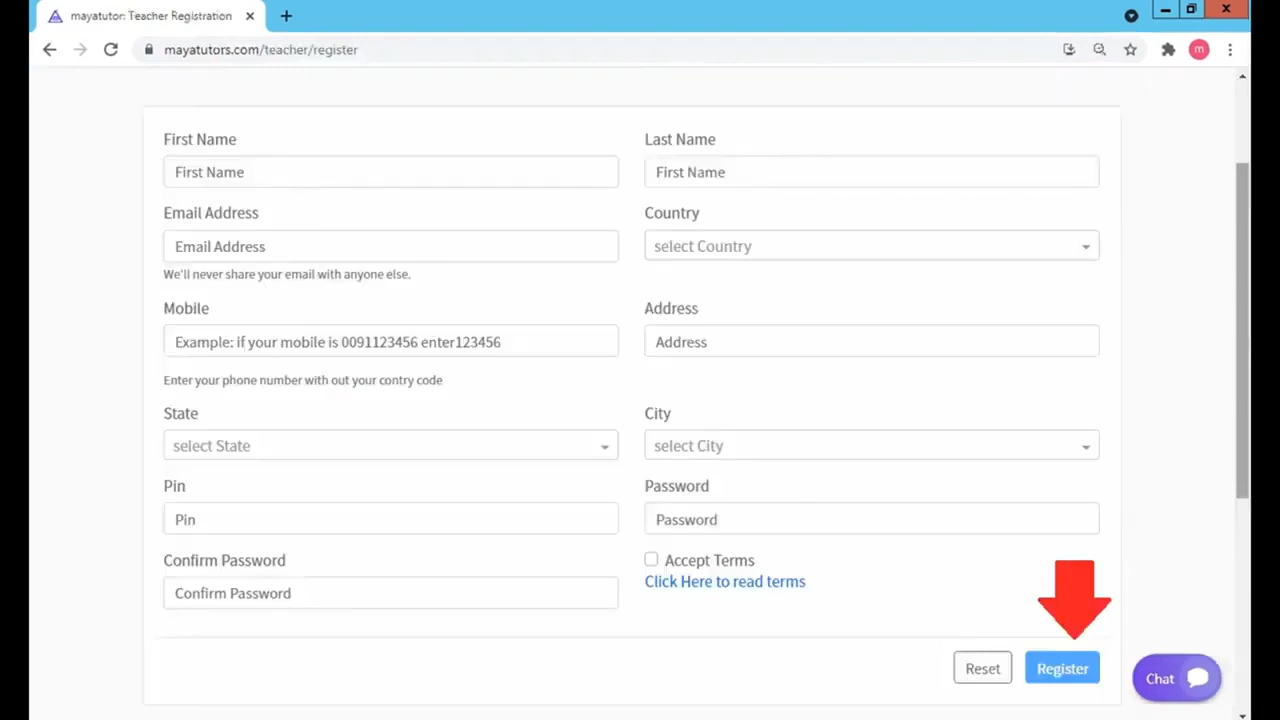 mayatutor: Teacher Registration
mayatutors.com/teacher/register
m
First Name
Last Name
First Name
First Name
Email Address
Country
Email Address
select Country
We'll never share your email with anyone else.
Mobile
Address
Example: if your mobile is 0091123456 enter123456
Address
Enter your phone number with out your contry code
State
City
select State
select City
Pin
Password
Pin
Password
Confirm Password
Accept Terms
Click Here to read terms
Confirm Password
Reset
Register
Chat